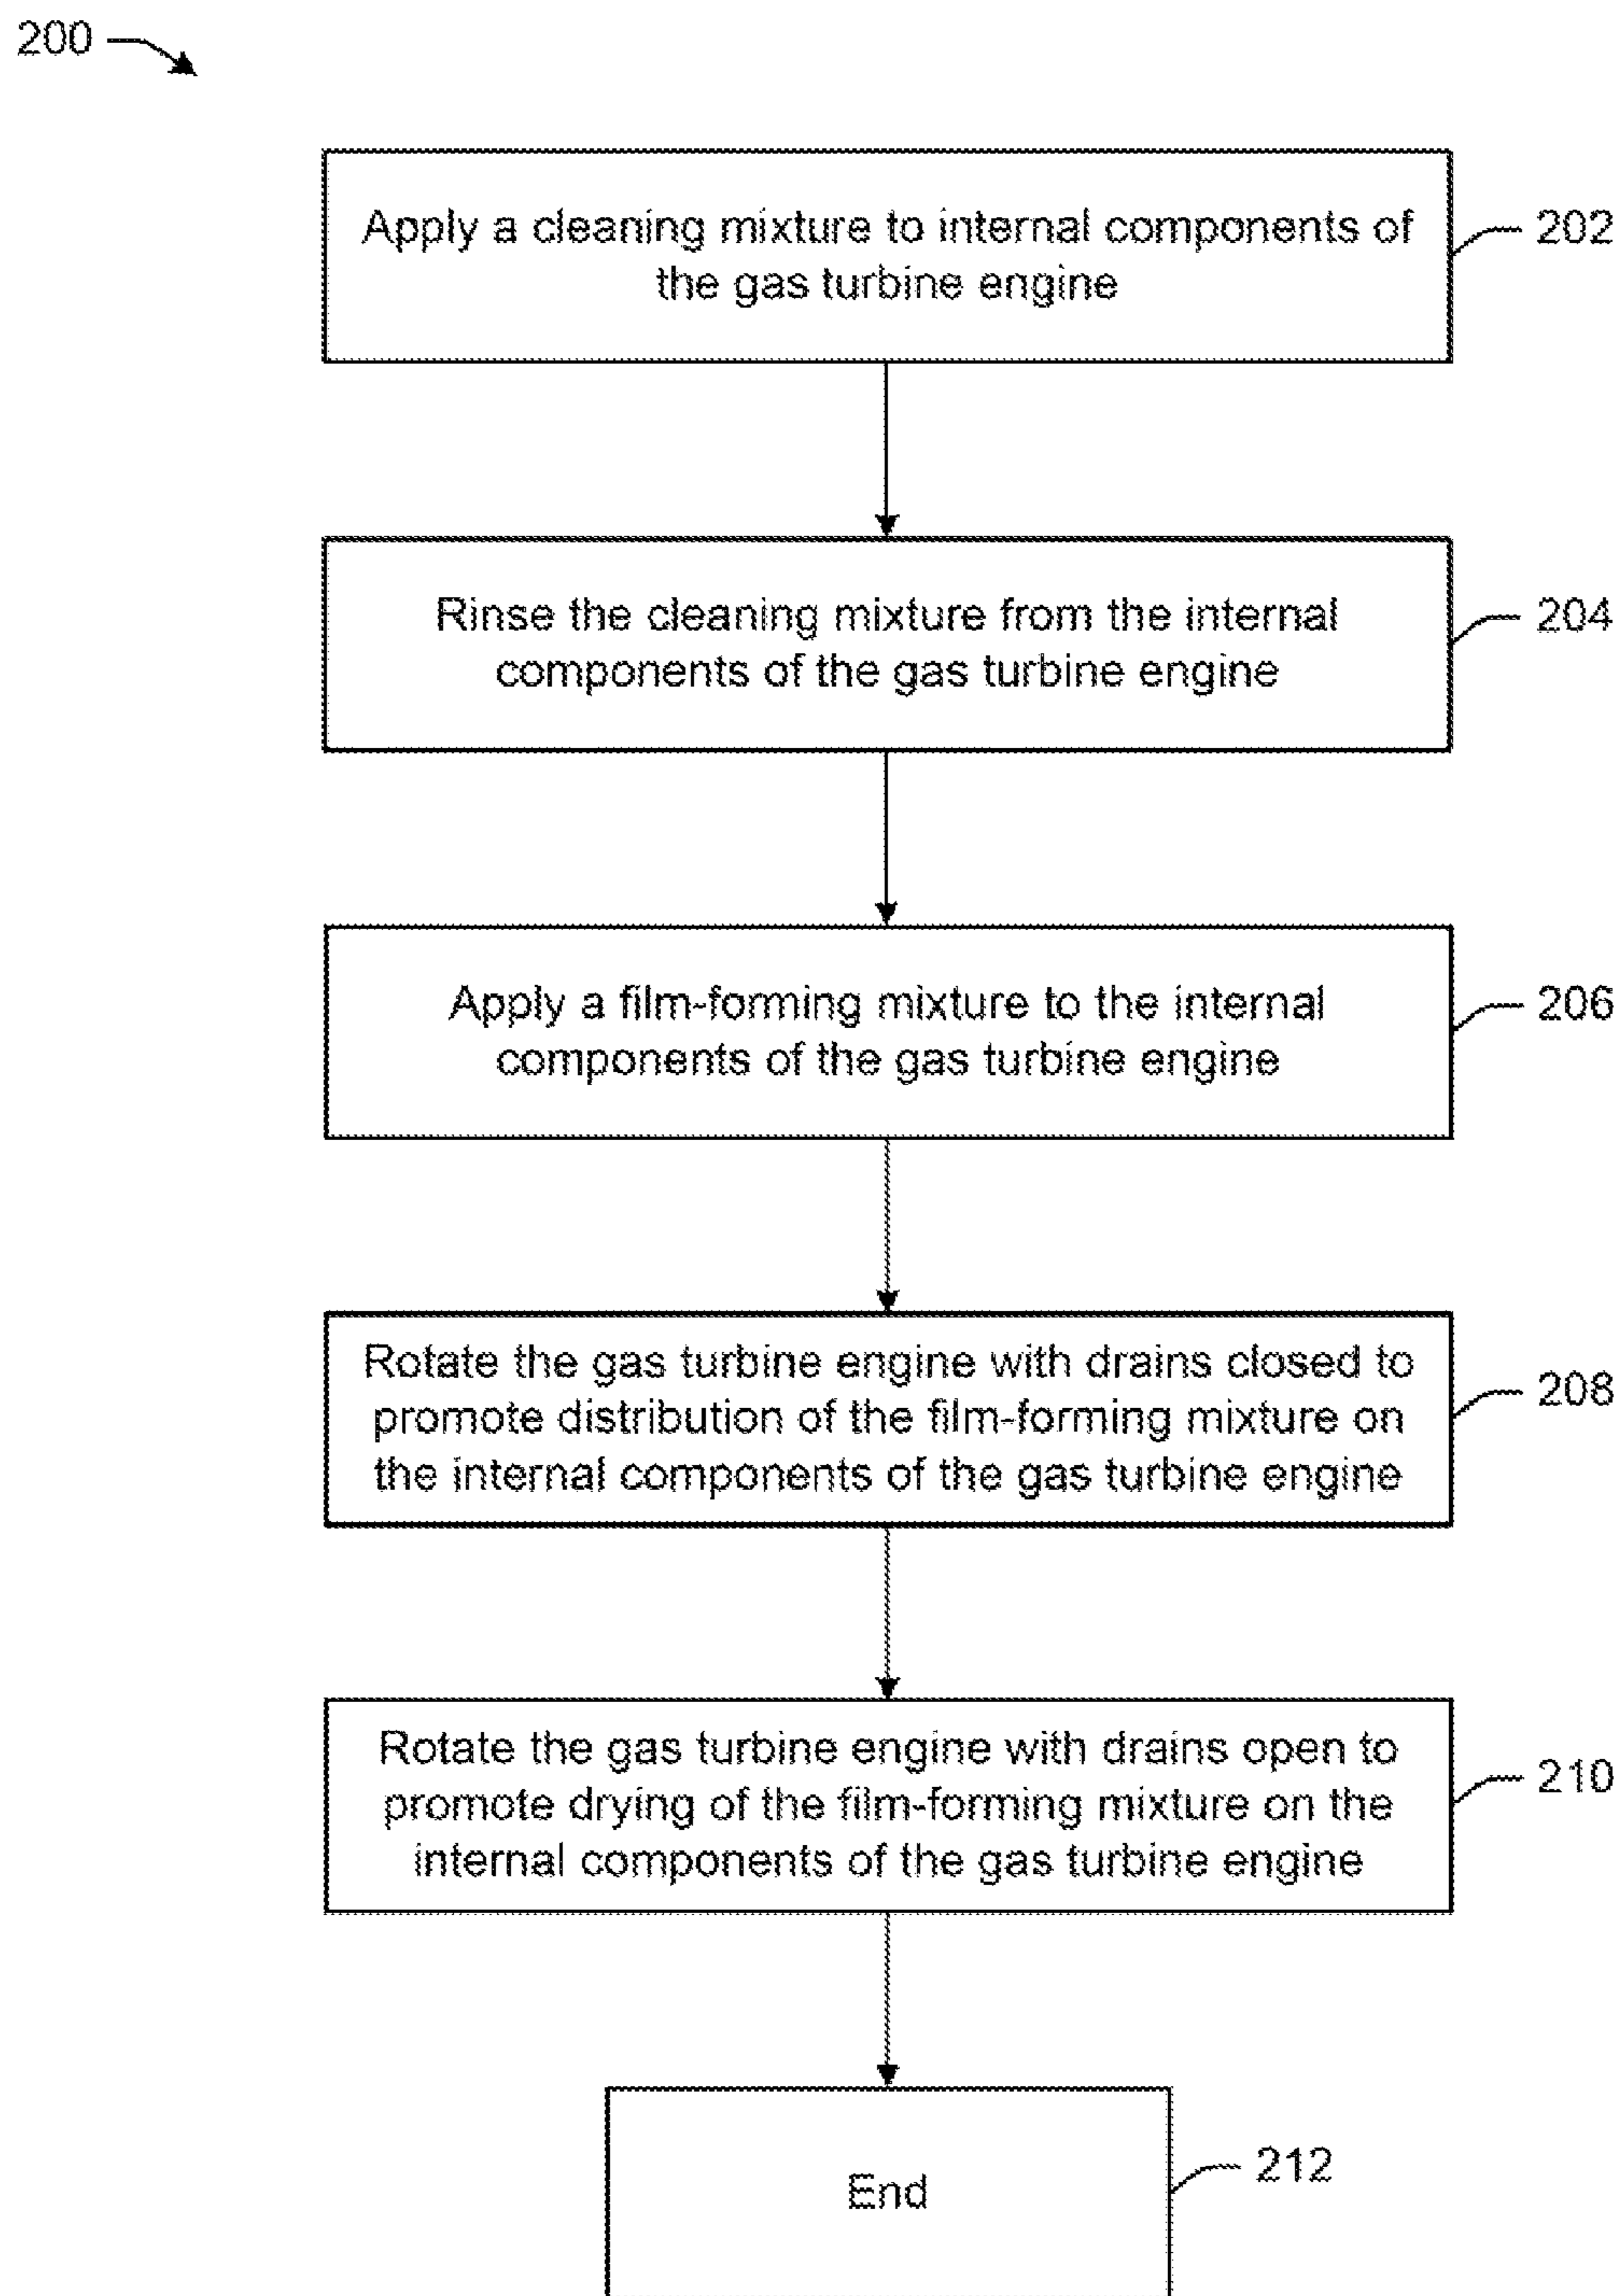 200
Apply a cleaning mixture to internal components of
the gas turbine engine
202
Rinse the cleaning mixture from the internal
components of the gas turbine engine
204
Apply a film-forming mixture to the internal
components of the gas turbine engine
206
Rotate the gas turbine engine with drains closed to
promote distribution of the film-forming mixture on
the internal components of the gas turbine engine
208
Rotate the gas turbine engine with drains open to
promote drying of the film-forming mixture on the
internal components of the gas turbine engine
210
End
212